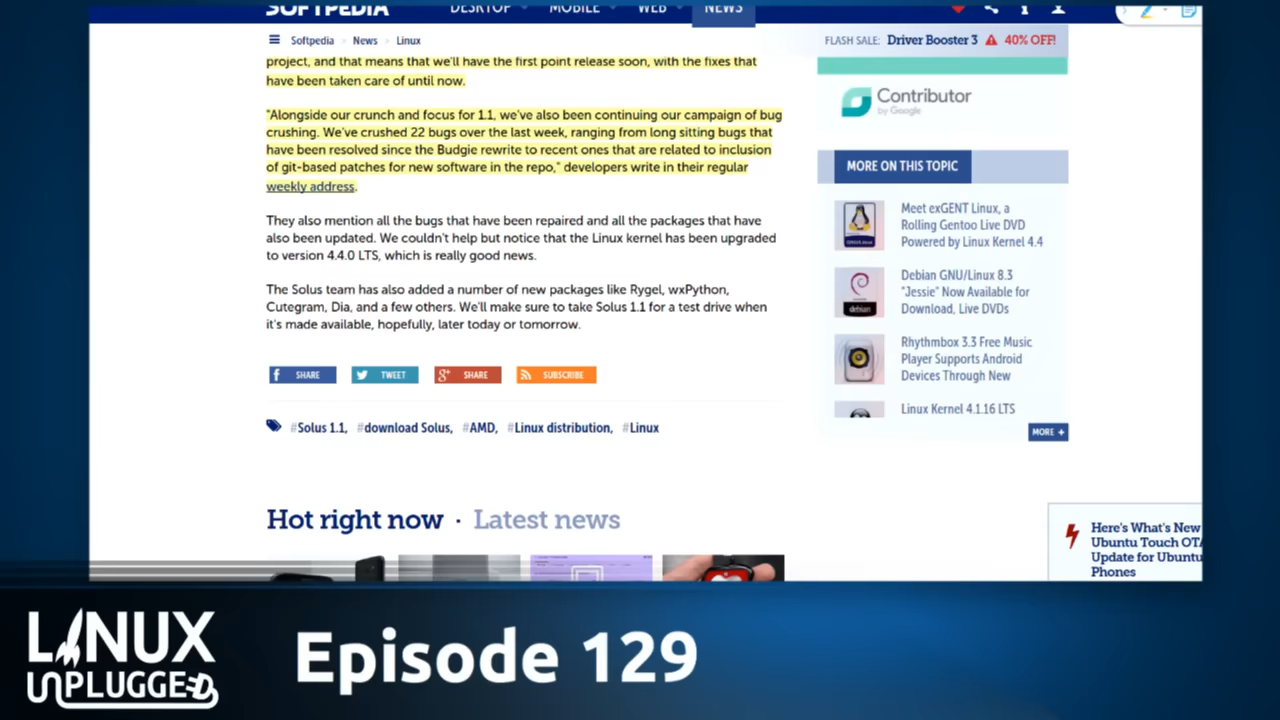 SOFTPEDIA DESKTOP MOBILE WEB NEWS
Softpedia > News > Linux
FLASH SALE: Driver Booster 3 40% OFF!
project, and that means that we'll have the first point release soon, with the fixes that
have been taken care of until now.
"Alongside our crunch and focus for 1.1, we've also been continuing our campaign of bug
crushing. We've crushed 22 bugs over the last week, ranging from long sitting bugs that
have been resolved since the Budgie rewrite to recent ones that are related to inclusion
of git-based patches for new software in the repo," developers write in their regular
weekly address.
They also mention all the bugs that have been repaired and all the packages that have
also been updated. We couldn't help but notice that the Linux kernel has been upgraded
to version 4.4.0 LTS, which is really good news.
The Solus team has also added a number of new packages like Rygel, wxPython,
Cutegram, Dia, and a few others. We'll make sure to take Solus 1.1 for a test drive when
it's made available, hopefully, later today or tomorrow.
SHARE TWEET SHARE SUBSCRIBE
#Solus 1.1, #download Solus, #AMD, #Linux distribution, #Linux
Contributor
by Google
MORE ON THIS TOPIC
Meet exGENT Linux, a
Rolling Gentoo Live DVD
Powered by Linux Kernel 4.4
debian
Debian GNU/Linux 8.3
"Jessie" Now Available for
Download, Live DVDs
Rhythmbox 3.3 Free Music
Player Supports Android
Devices Through New
Linux Kernel 4.1.16 LTS
MORE +
Hot right now · Latest news
Here's What's New
Ubuntu Touch OTA
Update for Ubuntu
Phones
LINUX
UNPLUGGED
Episode 129